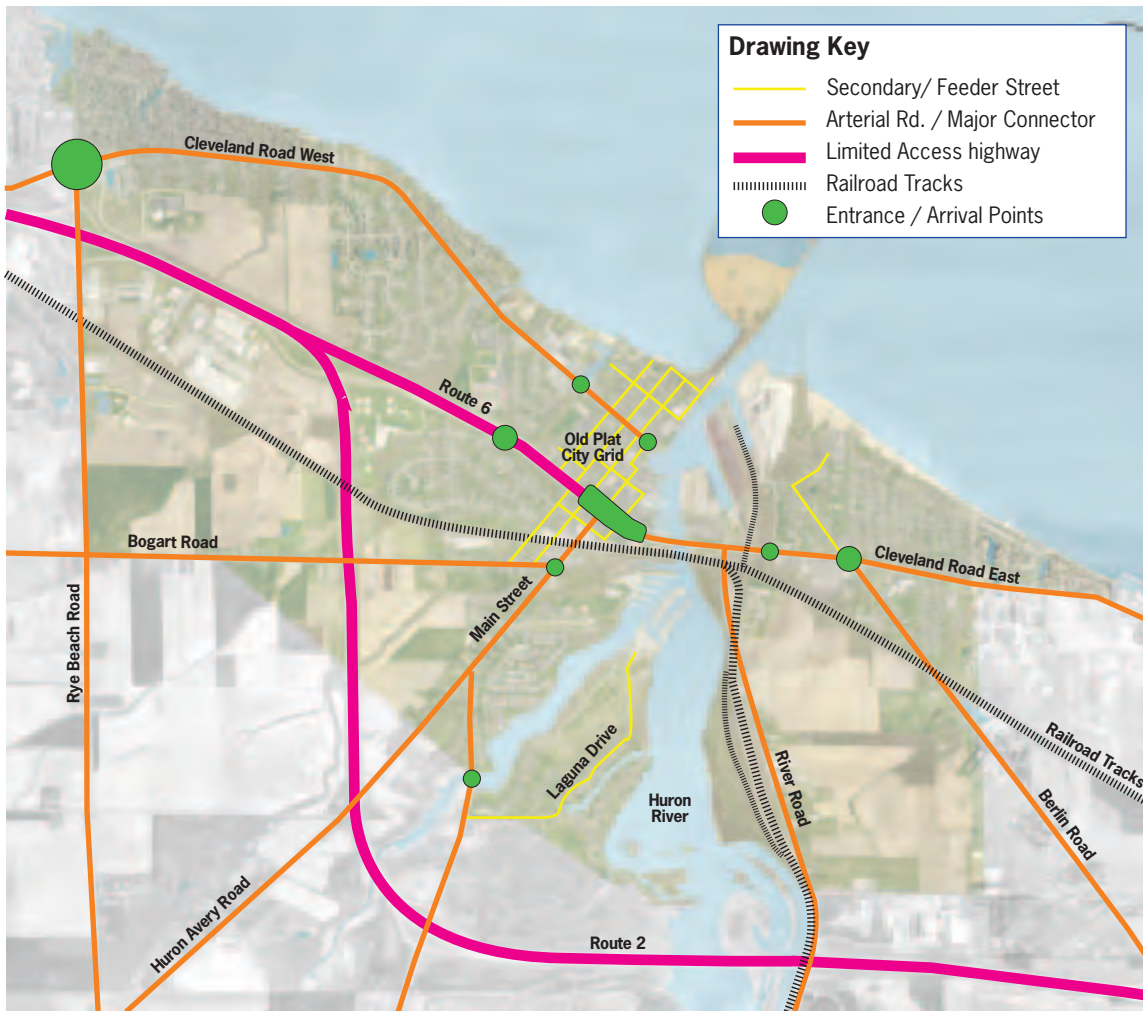 Drawing Key
Secondary/ Feeder Street
Arterial Rd. / Major Connector
Limited Access highway
Railroad Tracks
Entrance / Arrival Points
Cleveland Road West
Route 6
Old Plat
City Grid
Bogart Road
Cleveland Road East
Main Street
Rye Beach Road
Laguna Drive
Railroad Tracks
River Road
Huron
River
Berlin Road
Huron Avery Road
Route 2